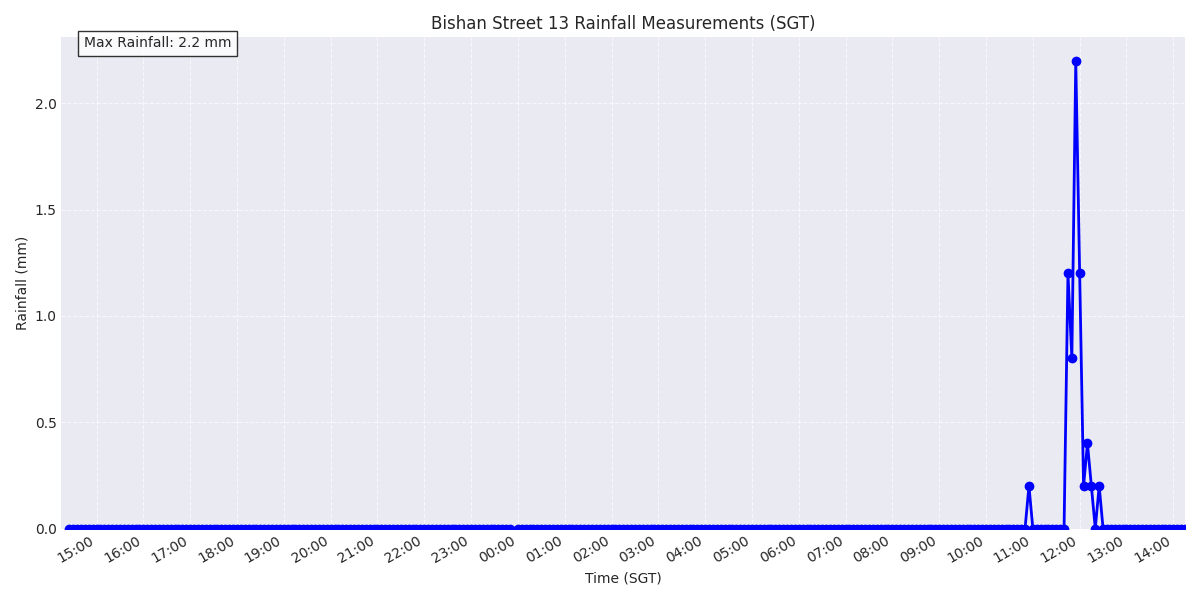 Bishan Street 13 Rainfall Measurements (SGT)
Max Rainfall: 2.2 mm
Rainfall (mm)
2.0
1.5
1.0
0.5
0.0
15:00 16:00 17:00 18:00 19:00 20:00 21:00 22:00 23:00 00:00 01:00 02:00 03:00 04:00 05:00 06:00 07:00 08:00 09:00 10:00 11:00 12:00 13:00 14:00
Time (SGT)